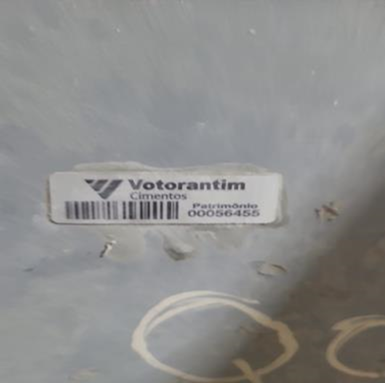 Votorantim
Cimentos
Patrimônio
00056455